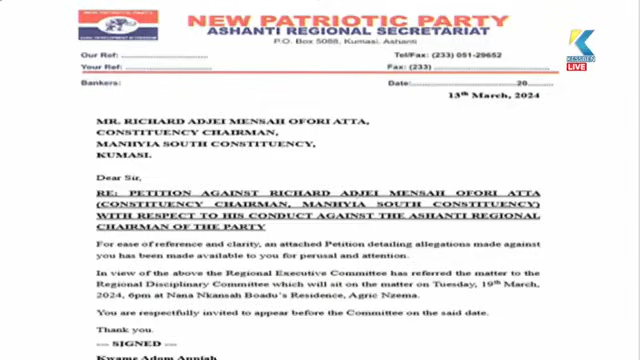 NEW PATRIOTIC PARTY
ASHANTI REGIONAL SECRETARIAT
P.O. Box 5088, Kumasi, Ashanti
Our Ref: ............................
Tel/Fax: (233) 051-29652
Your Ref: ............................
Fax: (233) ............................
Bankers:
Date:............................20.........
13th March, 2024
LIVE
MR. RICHARD ADJEI MENSAH OFORI ATTA,
CONSTITUENCY CHAIRMAN,
MANHYIA SOUTH CONSTITUENCY,
KUMASI.
Dear Sir,
RE: PETITION AGAINST RICHARD ADJEI MENSAH OFORI ATTA
(CONSTITUENCY CHAIRMAN, MANHYIA SOUTH CONSTITUENCY)
WITH RESPECT TO HIS CONDUCT AGAINST THE ASHANTI REGIONAL
CHAIRMAN OF THE PARTY
For ease of reference and clarity, an attached Petition detailing allegations made against
you has been made available to you for perusal and attention.
In view of the above the Regional Executive Committee has referred the matter to the
Regional Disciplinary Committee which will sit on the matter on Tuesday, 19th March,
2024, 6pm at Nana Nkansah Boadu's Residence, Agric Nzema.
You are respectfully invited to appear before the Committee on the said date.
Thank you.
--- SIGNED ---
Kwame Adom Appiah